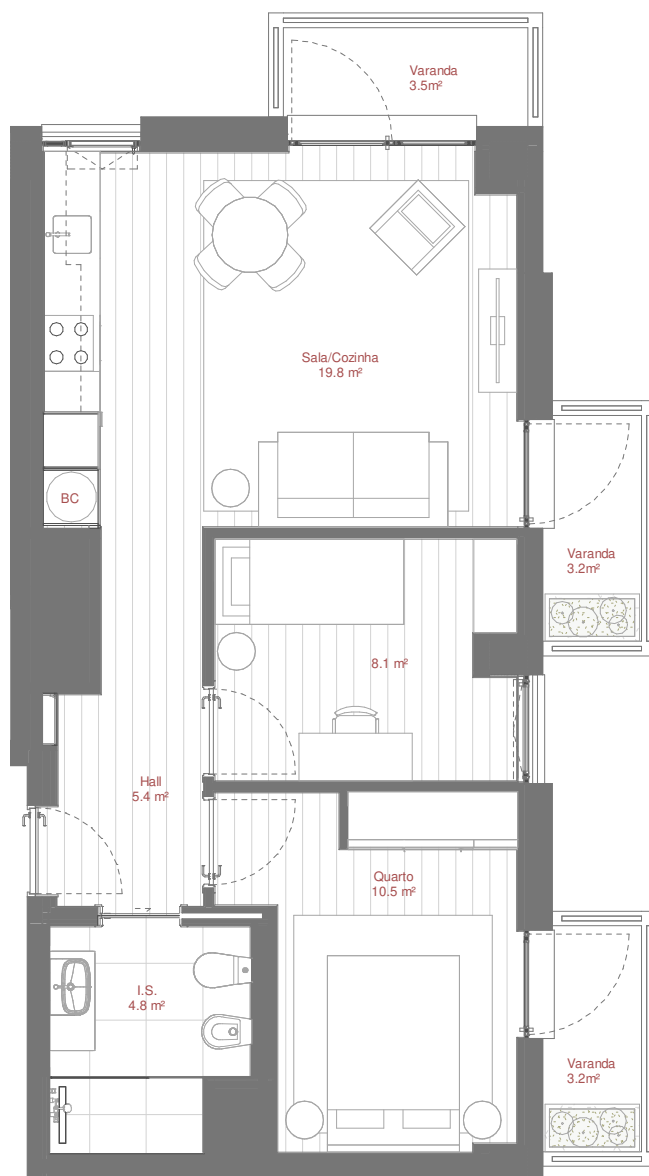 Varanda
3.5m²
Sala/Cozinha
19.8 m²
BC
Varanda
3.2m²
8.1 m²
Hall
5.4 m²
Quarto
10.5 m²
I.S.
4.8 m²
Varanda
3.2m²